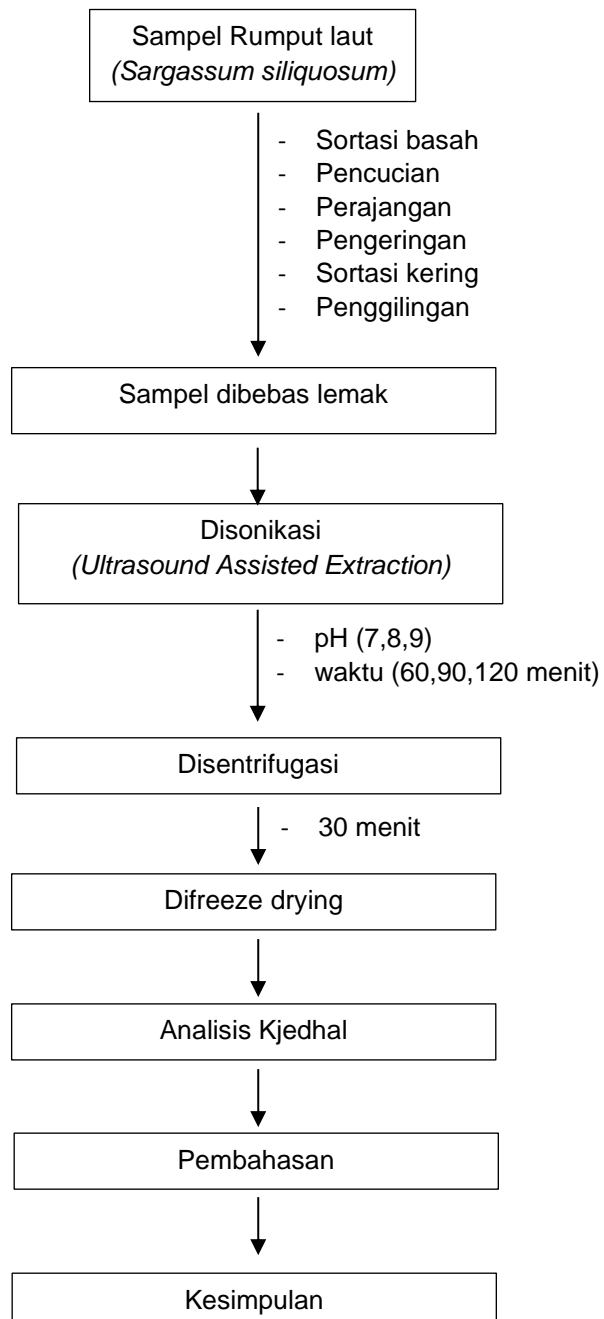 Sampel Rumput laut
(Sargassum siliquosum)
- Sortasi basah
- Pencucian
- Perajangan
- Pengeringan
- Sortasi kering
- Penggilingan
Sampel dibebas lemak
Disonikasi
(Ultrasound Assisted Extraction)
- pH (7,8,9)
- waktu (60,90,120 menit)
Disentrifugasi
- 30 menit
Difreeze drying
Analisis Kjedhal
Pembahasan
Kesimpulan